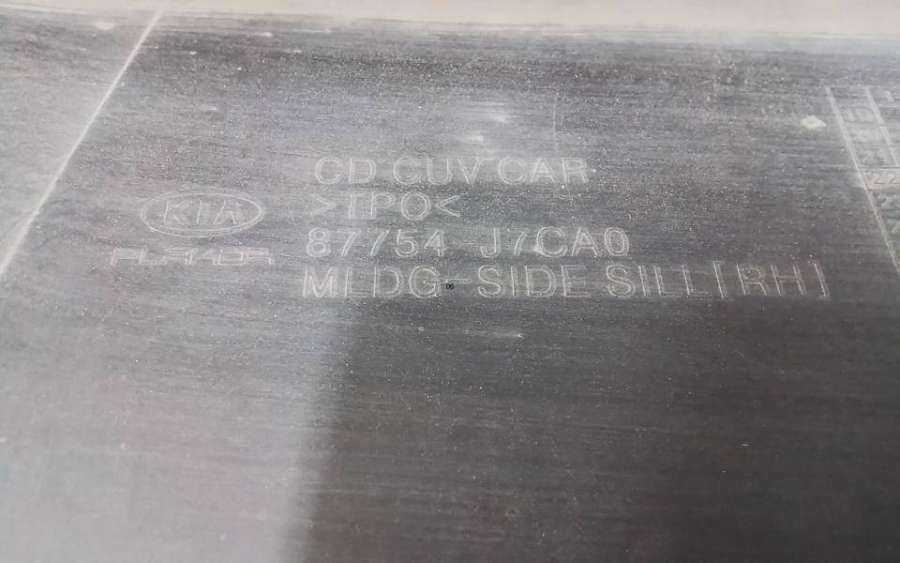 CD CUV CAR
KIA
>TPO<
87754 J7CA0
MLDG-SIDE SILL[RH]